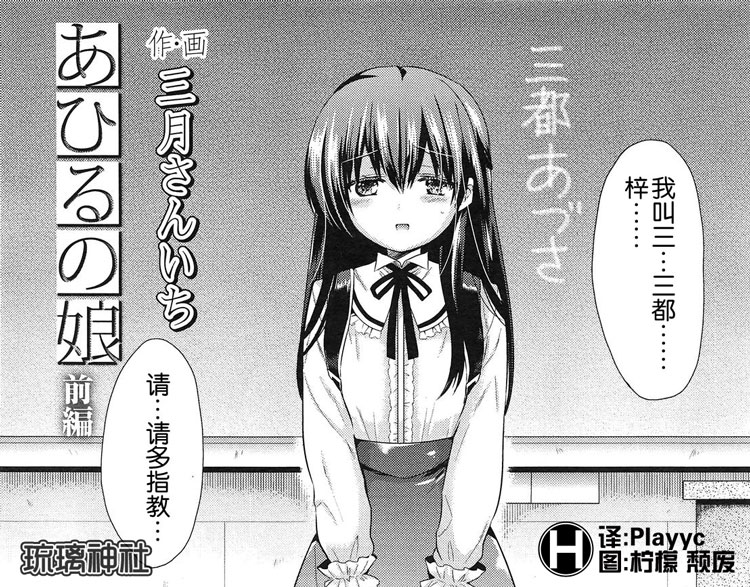 三都あづさ
我叫三…三都……
梓……
作・画
三月さんいち
あひるの娘
前編
请…请多指教…
琉璃神社
H
译:Playyc
图:柠檬 颓废